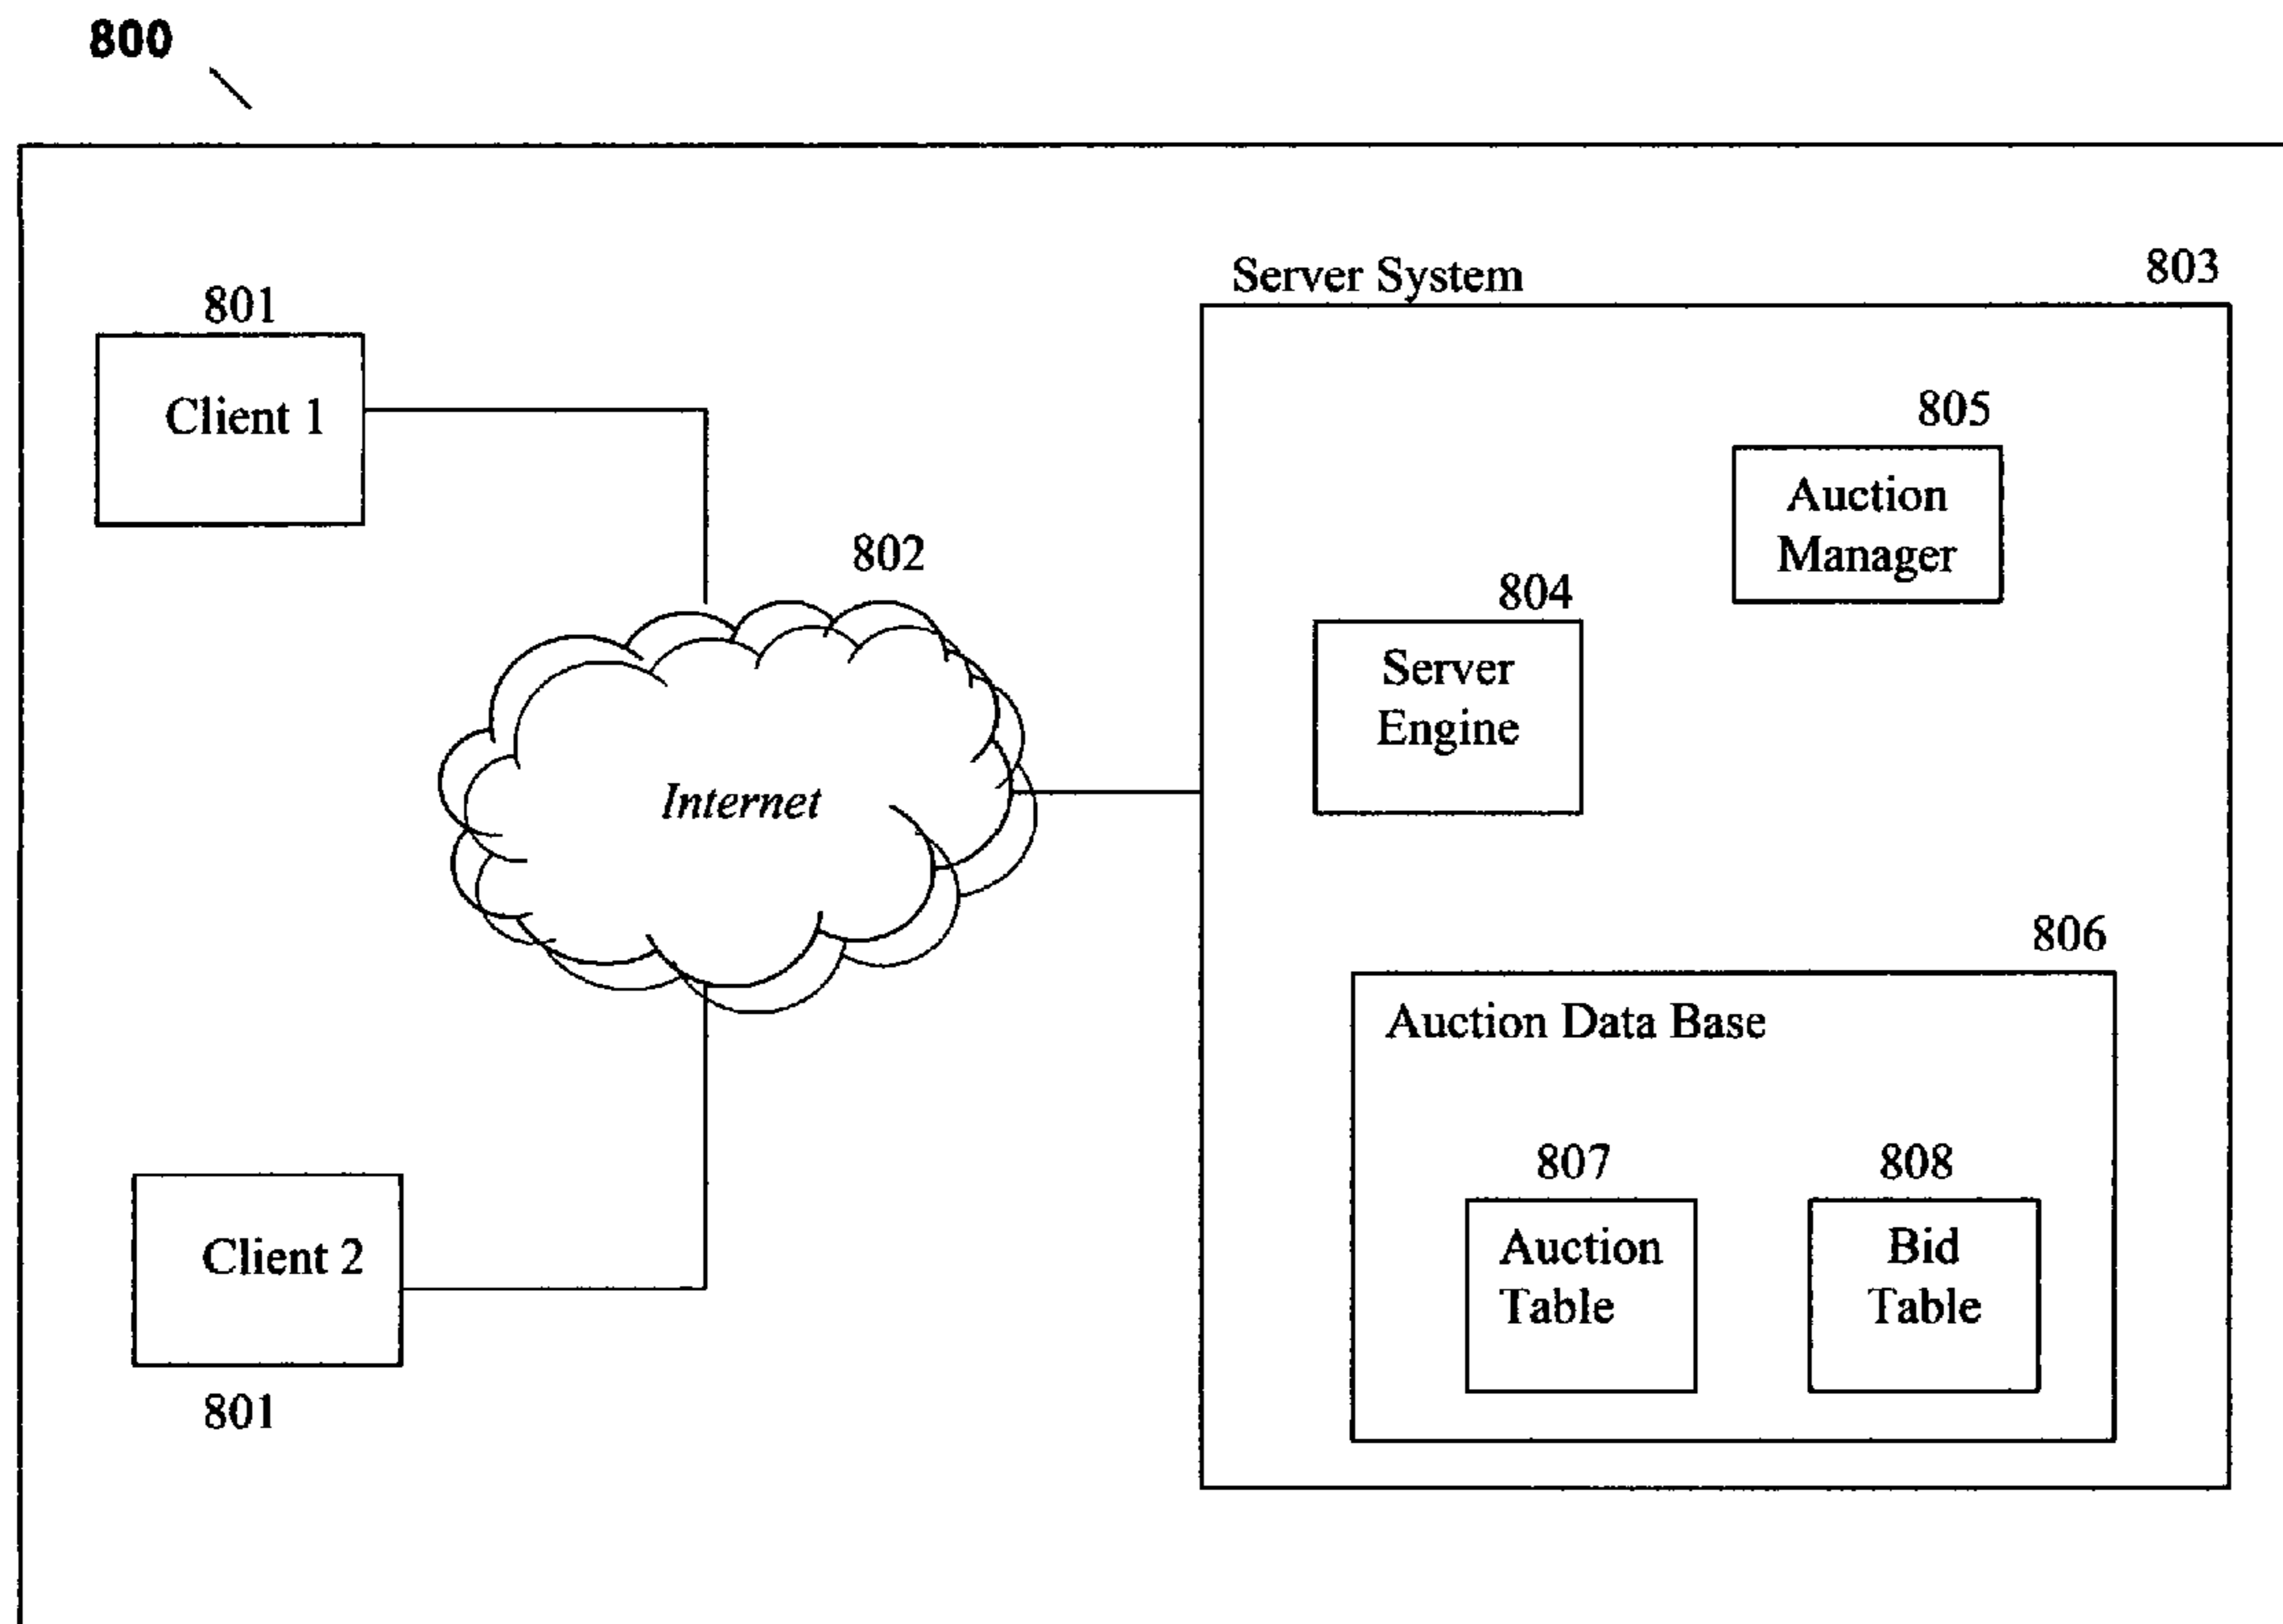 800
Server System
803
801
Client 1
805
Auction
Manager
802
804
Server
Engine
Internet
806
Auction Data Base
807
808
Auction
Table
Bid
Table
Client 2
801